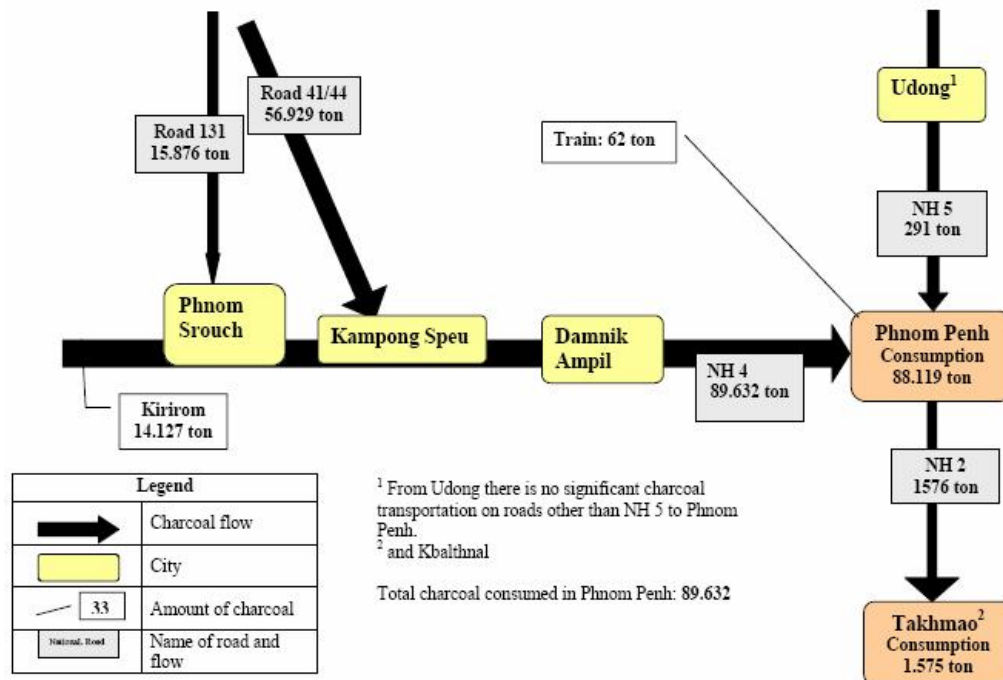 Road 41/44
56.929 ton
Road 131
15.876 ton
Udong1
Train: 62 ton
NH 5
291 ton
Phnom
Srouch
Kampong Speu
Damnik
Ampil
Phnom Penh
Consumption
88.119 ton
NH 4
89.632 ton
Kirirom
14.127 ton
NH 2
1576 ton
Legend
Charcoal flow
City
33
Amount of charcoal
National. Road
Name of road and
flow
1 From Udong there is no significant charcoal
transportation on roads other than NH 5 to Phnom
Penh.
2 and Kbalthnal
Total charcoal consumed in Phnom Penh: 89.632
Takhmao2
Consumption
1.575 ton